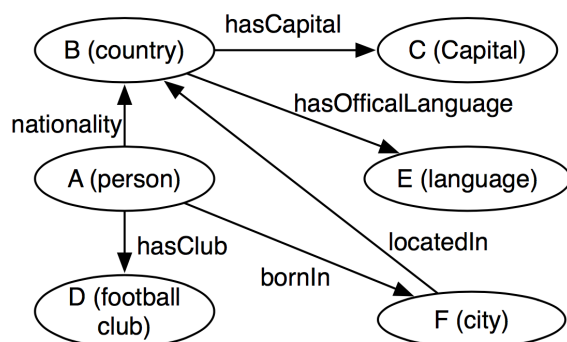 hasCapital
B (country)
C (Capital)
hasOfficalLanguage
nationality
A (person)
E (language)
hasClub
locatedIn
bornIn
D (football
club)
F (city)